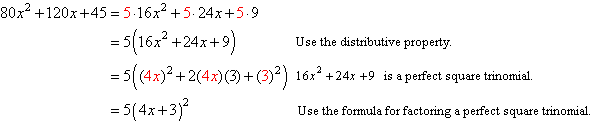 80x² + 120x + 45 = 5·16x² + 5·24x + 5·9
= 5(16x² + 24x + 9) Use the distributive property.
= 5((4x)² + 2(4x)(3) + (3)²) 16x² + 24x + 9 is a perfect square trinomial.
= 5(4x + 3)² Use the formula for factoring a perfect square trinomial.